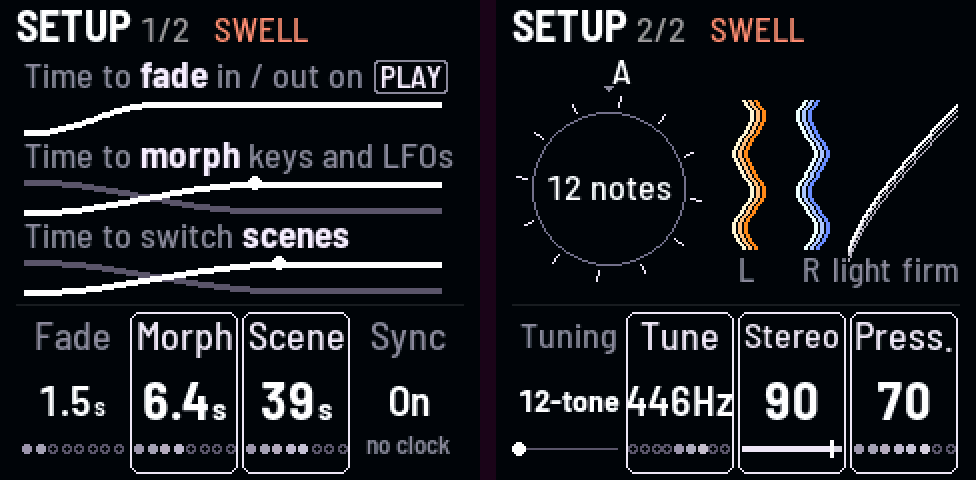 SETUP 1/2 SWELL
Time to fade in / out on PLAY
Time to morph keys and LFOs
Time to switch scenes
Fade Morph Scene Sync
1.5s 6.4s 39s On
no clock
SETUP 2/2 SWELL
A
12 notes
L R light firm
Tuning Tune Stereo Press.
12-tone 446Hz 90 70